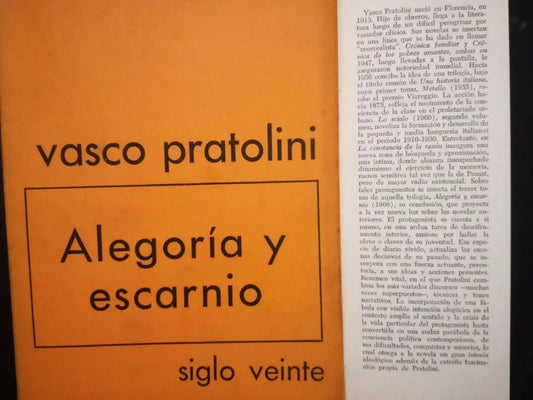 vasco pratolini
Alegoría y
escarnio
siglo veinte
Vasco Pratolini nació en Florencia, en
1913. Hijo de obreros, llega a la litera-
tura luego de un difícil peregrinar por
variados oficios. Sus novelas se insertan
en una línea que se ha dado en llamar
"neorrealista". Crónica familiar y Cró-
nica de los pobres amantes, ambas en
1947, luego llevadas a la pantalla, le
aseguraron notoriedad mundial. Hacia
1956 concibe la idea de una trilogía, bajo
el título común de Una historia italiana,
cuyo primer tomo, Metello (1955), re-
cibe el premio Viareggio. La acción ha-
cia 1875, refleja el nacimiento de la con-
ciencia de la clase en el proletariado ur-
bano. Lo scialo (1960), segundo volu-
men, noveliza la formación y desarrollo de
la pequeña y media burguesía italianos
en el período 1910-1930. Entretanto, en
La constancia de la razón inaugura una
nueva zona de búsqueda y aproximación,
más íntima, donde alcanza insospechado
dinamismo el ejercicio de la memoria,
menos sensitiva tal vez que la de Proust,
pero de mayor radio existencial. Sobre
tales presupuestos se inserta el tercer to-
mo de aquella trilogía, Alegoría y escar-
nio (1966), su conclusión, que proyecta
a la vez nueva luz sobre las novelas an-
teriores. El protagonista se cuenta a sí
mismo, en una ardua tarea de descifra-
miento interior, ansioso por hallar la
clave o claves de su juventud. Esa espe-
cie de diario vivido, actualiza las esce-
nas decisivas de su pasado, que se in-
corpora con una fuerza actuante, peren-
toria, a sus ideas y acciones presentes.
Resumen vital, en el que Pratolini com-
bina los más variados discursos —muchas
veces superpuestos—, técnicas y tonos
narrativos. La incorporación de una fá-
bula con visible intención alegórica en el
contexto amplía el sentido y la crisis de
la vida particular del protagonista hasta
convertirla en una audaz parábola de la
conciencia política contemporánea, de
sus dificultades, conquistas y miserias, lo
cual otorga a la novela un gran interés
ideológico además de la extraña fascina-
ción propia de Pratolini.